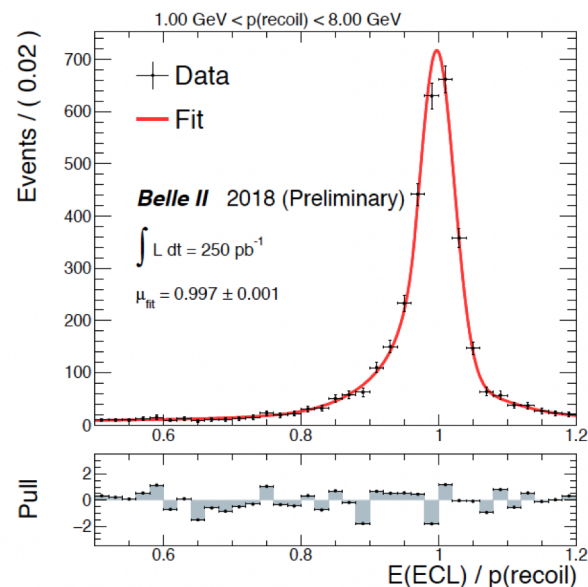 1.00 GeV < p(recoil) < 8.00 GeV
Events / ( 0.02 )
700
600
500
400
300
200
100
0
Data
Fit
Belle II 2018 (Preliminary)
∫ L dt = 250 pb⁻¹
μfit = 0.997 ± 0.001
0.6 0.8 1 1.2
Pull
2
0
−2
0.6 0.8 1 1.2
E(ECL) / p(recoil)